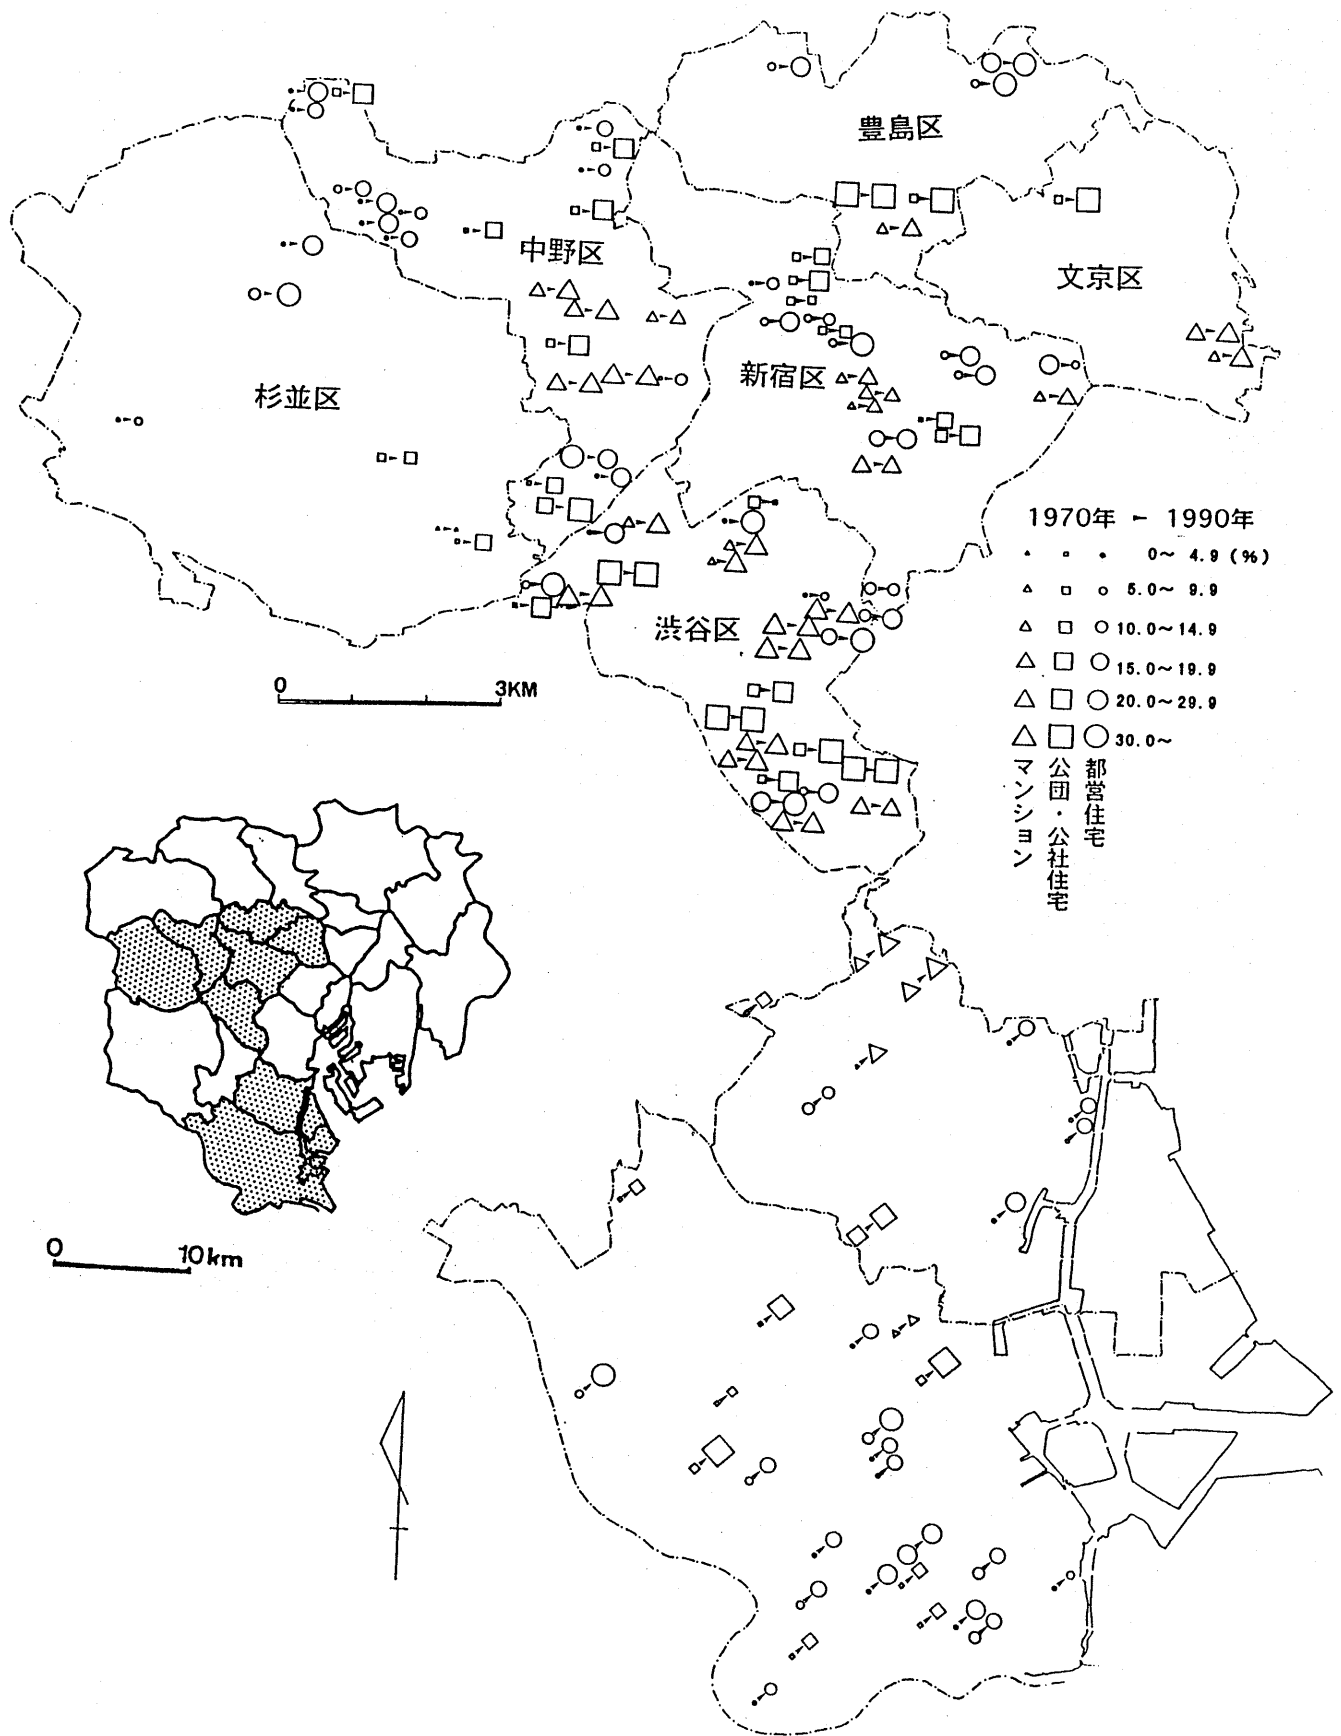 豊島区
中野区
文京区
新宿区
杉並区
渋谷区
1970年 - 1990年
0〜 4.9 (%)
5.0〜 9.9
10.0〜14.9
15.0〜19.9
20.0〜29.9
30.0〜
マンション
公団・公社住宅
都営住宅
0 3KM
0 10km